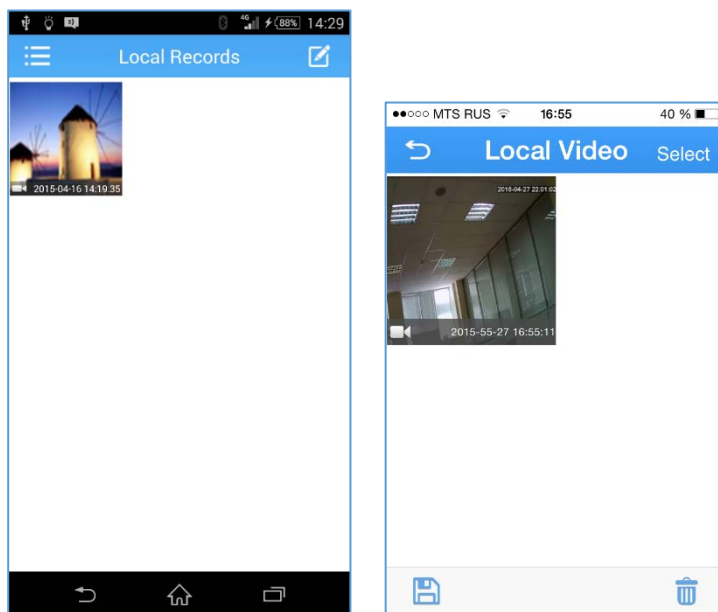 4G 88% 14:29
Local Records
2015-04-16 14:19:35
MTS RUS 16:55 40 %
Local Video Select
2015-04-27 22:01:02
2015-55-27 16:55:11